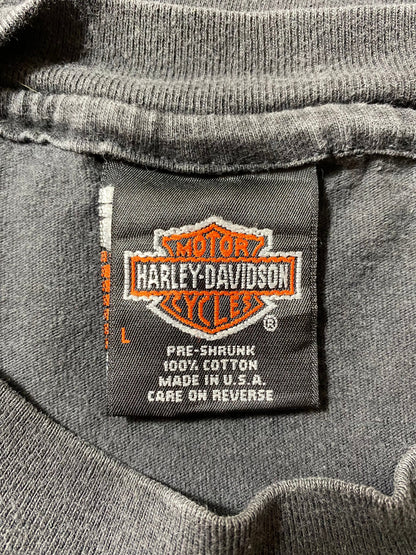 MOTOR
HARLEY-DAVIDSON
CYCLES
®
L
PRE-SHRUNK
100% COTTON
MADE IN U.S.A.
CARE ON REVERSE